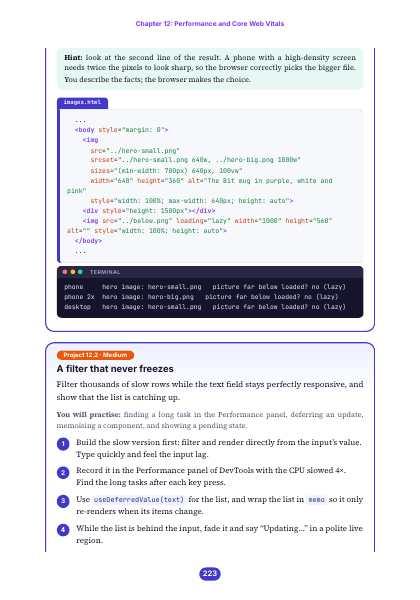 Chapter 12: Performance and Core Web Vitals
Hint: look at the second line of the result. A phone with a high-density screen
needs twice the pixels to look sharp, so the browser correctly picks the bigger file.
You describe the facts; the browser makes the choice.
images.html
...
<body style="margin: 0">
<img
src="../hero-small.png"
srcset="../hero-small.png 640w, ../hero-big.png 1000w"
sizes="(min-width: 700px) 640px, 100vw"
width="640" height="360" alt="The 8bit mug in purple, white and
pink"
style="width: 100%; max-width: 640px; height: auto">
<div style="height: 1500px"></div>
<img src="../below.png" loading="lazy" width="1000" height="560"
alt="" style="width: 100%; height: auto">
</body>
...
TERMINAL
phone hero image: hero-small.png picture far below loaded? no (lazy)
phone 2x hero image: hero-big.png picture far below loaded? no (lazy)
desktop hero image: hero-small.png picture far below loaded? no (lazy)
Project 12.2 · Medium
A filter that never freezes
Filter thousands of slow rows while the text field stays perfectly responsive, and
show that the list is catching up.
You will practise: finding a long task in the Performance panel, deferring an update,
memoising a component, and showing a pending state.
1 Build the slow version first: filter and render directly from the input's value.
Type quickly and feel the input lag.
2 Record it in the Performance panel of DevTools with the CPU slowed 4×.
Find the long tasks after each key press.
3 Use useDeferredValue(text) for the list, and wrap the list in memo so it only
re-renders when its items change.
4 While the list is behind the input, fade it and say “Updating…” in a polite live
region.
223